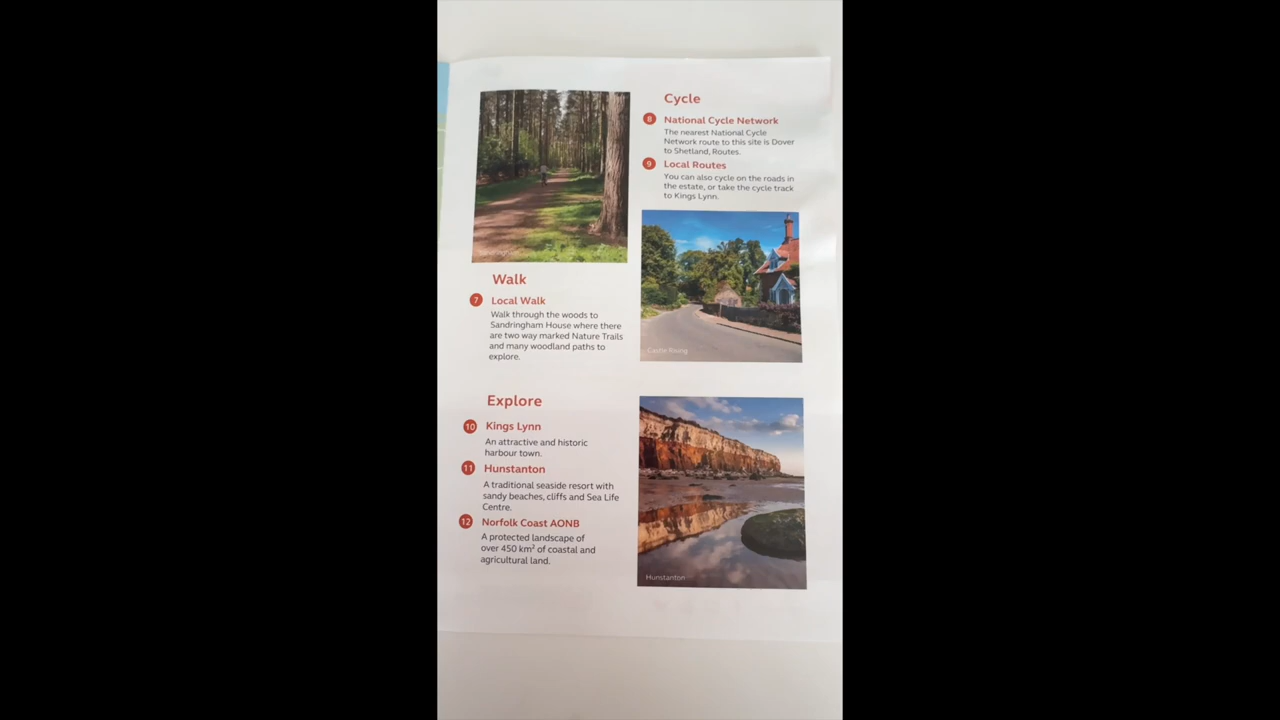 Sandringham
Walk
7
Local Walk
Walk through the woods to
Sandringham House where there
are two way marked Nature Trails
and many woodland paths to
explore.
Cycle
8
National Cycle Network
The nearest National Cycle
Network route to this site is Dover
to Shetland, Routes.
9
Local Routes
You can also cycle on the roads in
the estate, or take the cycle track
to Kings Lynn.
Castle Rising
Explore
10
Kings Lynn
An attractive and historic
harbour town.
11
Hunstanton
A traditional seaside resort with
sandy beaches, cliffs and Sea Life
Centre.
12
Norfolk Coast AONB
A protected landscape of
over 450 km² of coastal and
agricultural land.
Hunstanton